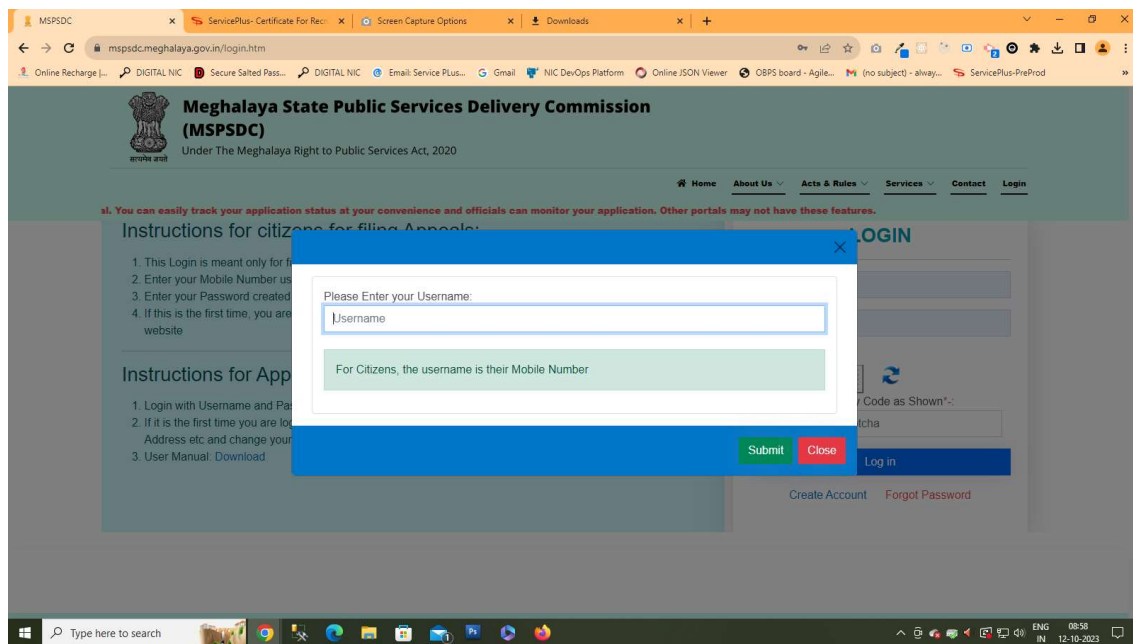 MSPSDC
ServicePlus- Certificate For Recr
Screen Capture Options
Downloads
mspsdc.meghalaya.gov.in/login.htm
Online Recharge |...
DIGITAL NIC
Secure Salted Pass...
DIGITAL NIC
Email: Service PLus...
Gmail
NIC DevOps Platform
Online JSON Viewer
OBPS board - Agile...
(no subject) - alway...
ServicePlus-PreProd
»
Meghalaya State Public Services Delivery Commission
(MSPSDC)
Under The Meghalaya Right to Public Services Act, 2020
सत्यमेव जयते
Home About Us Acts & Rules Services Contact Login
al. You can easily track your application status at your convenience and officials can monitor your application. Other portals may not have these features.
Instructions for citizens for filing Appeals:
1. This Login is meant only for fi
2. Enter your Mobile Number us
3. Enter your Password created
4. If this is the first time, you are
website
Instructions for App
1. Login with Username and Pas
2. If it is the first time you are log
Address etc and change your
3. User Manual: Download
Please Enter your Username:
Username
For Citizens, the username is their Mobile Number
Submit Close
LOGIN
Code as Shown*-:
tcha
Log in
Create Account Forgot Password
Type here to search
ENG
IN
08:58
12-10-2023